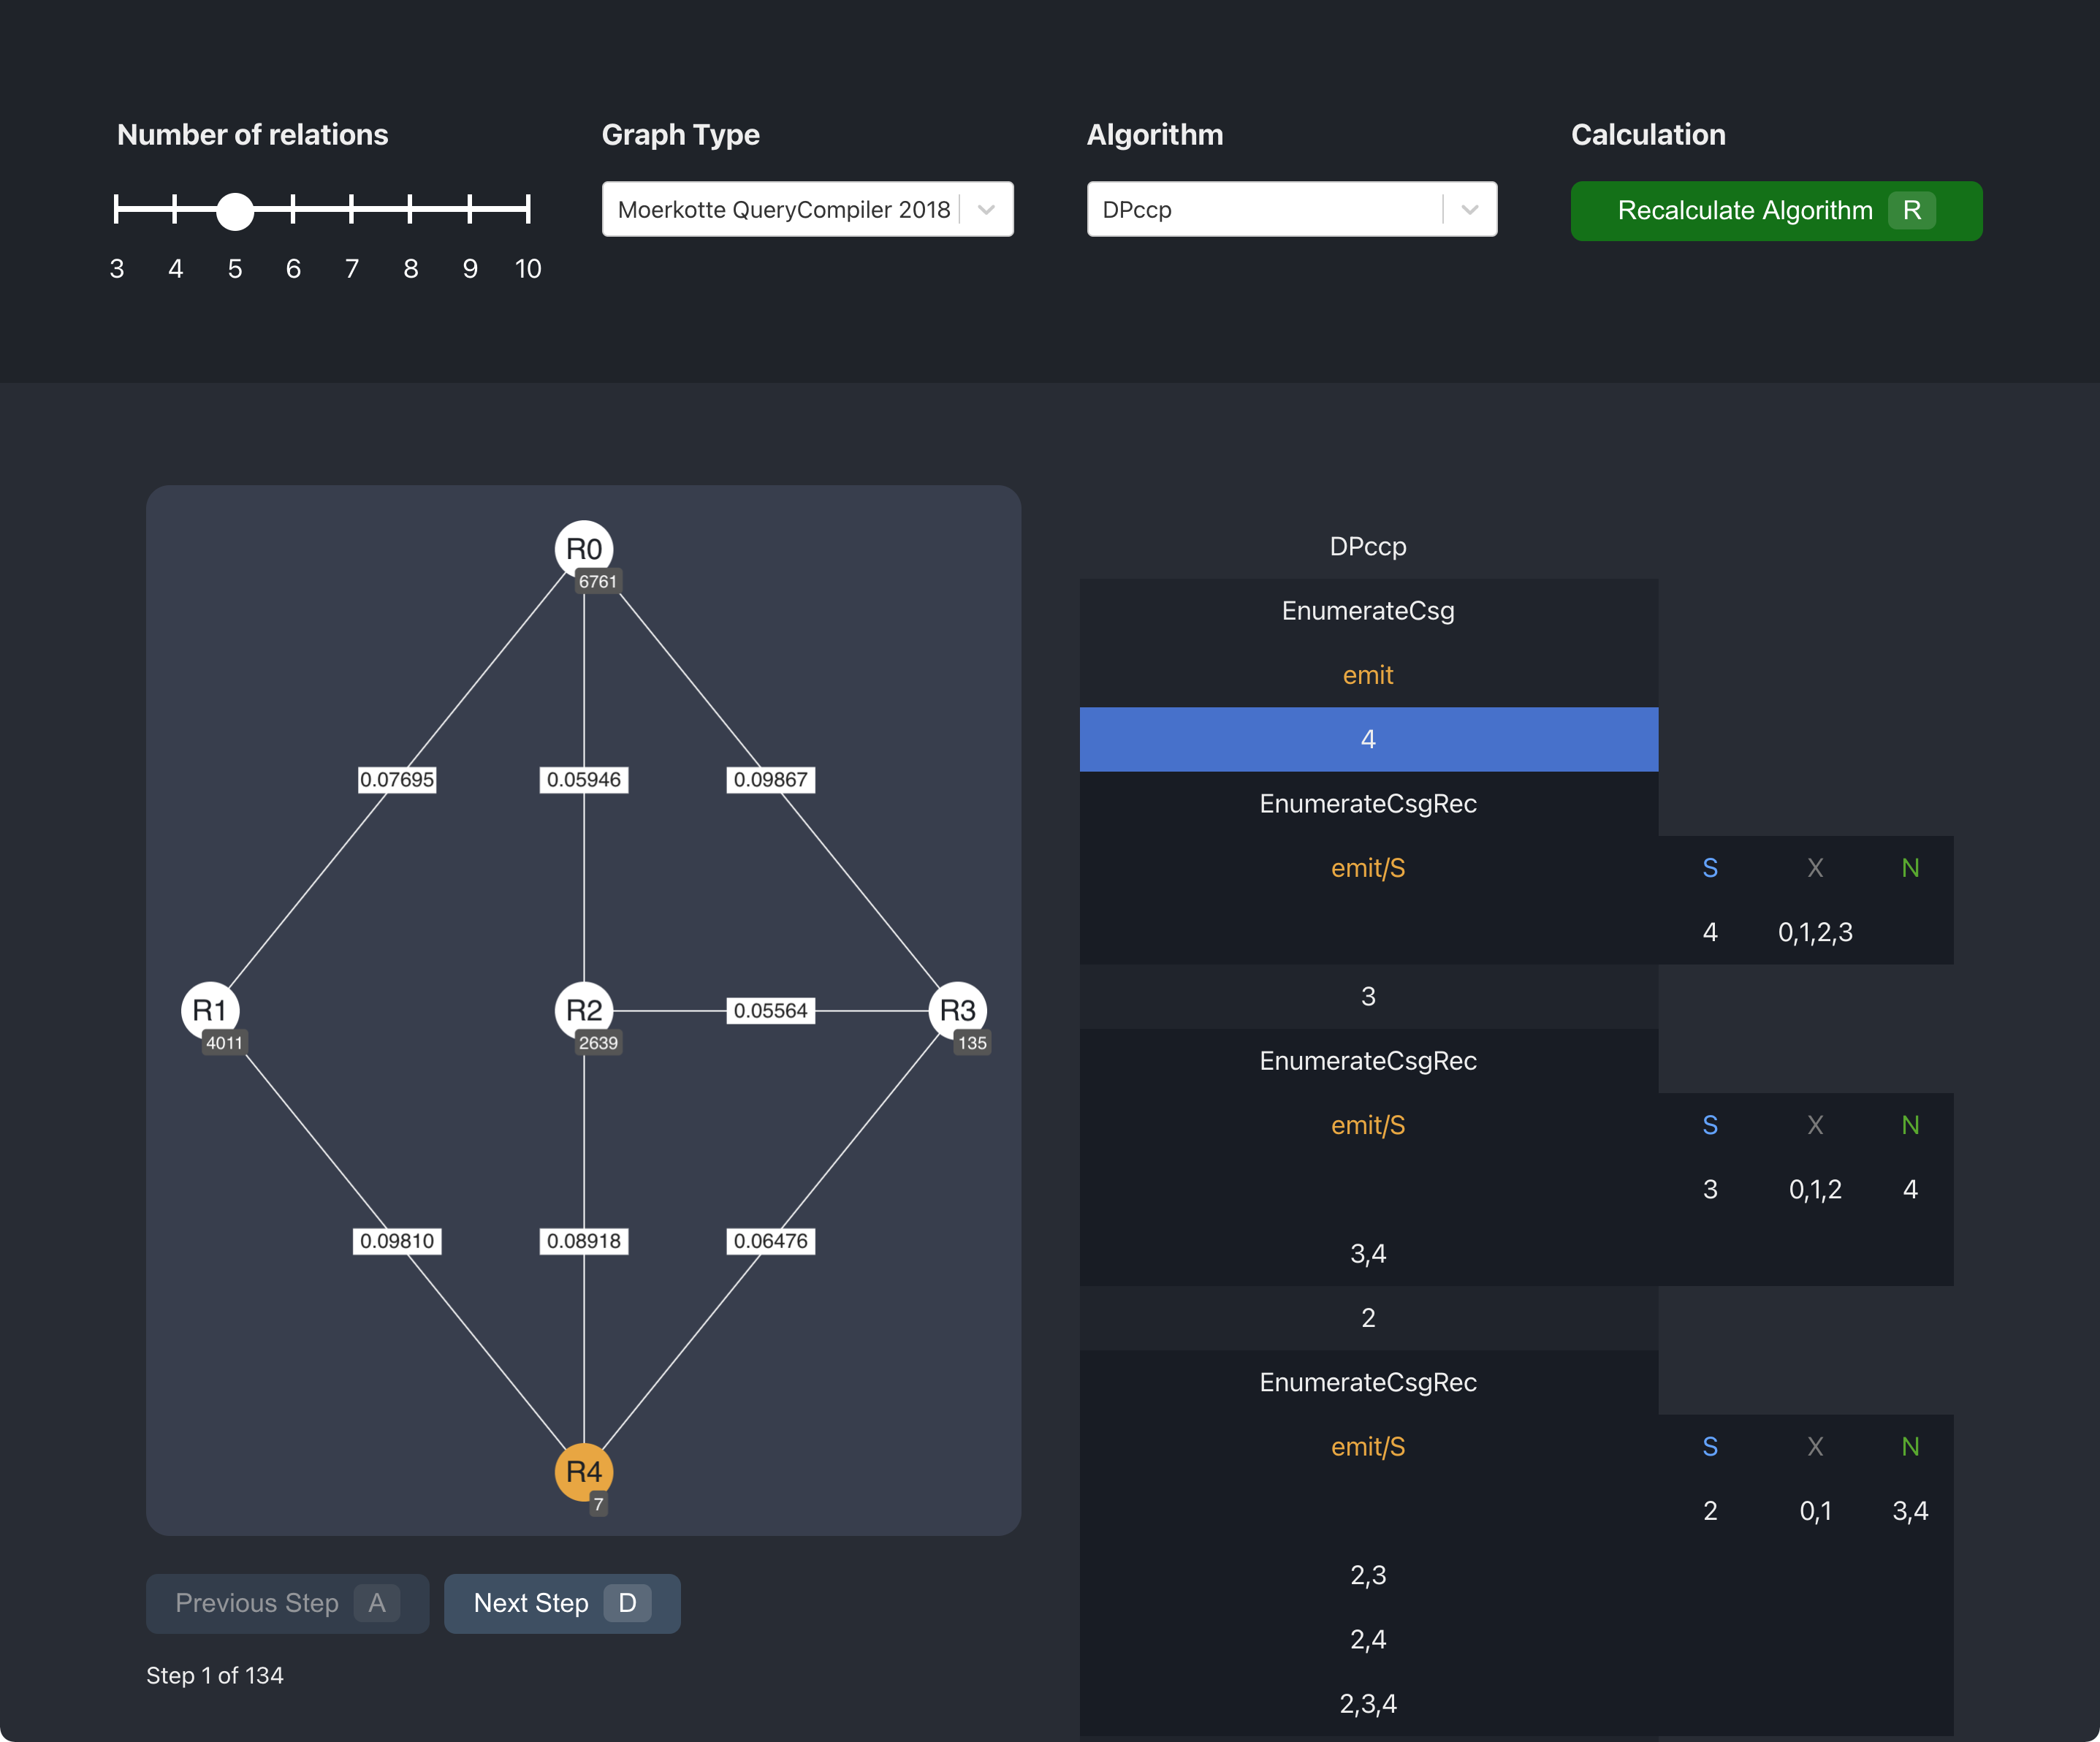 Number of relations
3 4 5 6 7 8 9 10
Graph Type
Moerkotte QueryCompiler 2018
Algorithm
DPccp
Calculation
Recalculate Algorithm R
R0
6761
0.07695 0.05946 0.09867
R1 R2 0.05564 R3
4011 2639 135
0.09810 0.08918 0.06476
R4
7
Previous Step A Next Step D
Step 1 of 134
DPccp
EnumerateCsg
emit
4
EnumerateCsgRec
emit/S S X N
4 0,1,2,3
3
EnumerateCsgRec
emit/S S X N
3 0,1,2 4
3,4
2
EnumerateCsgRec
emit/S S X N
2 0,1 3,4
2,3
2,4
2,3,4